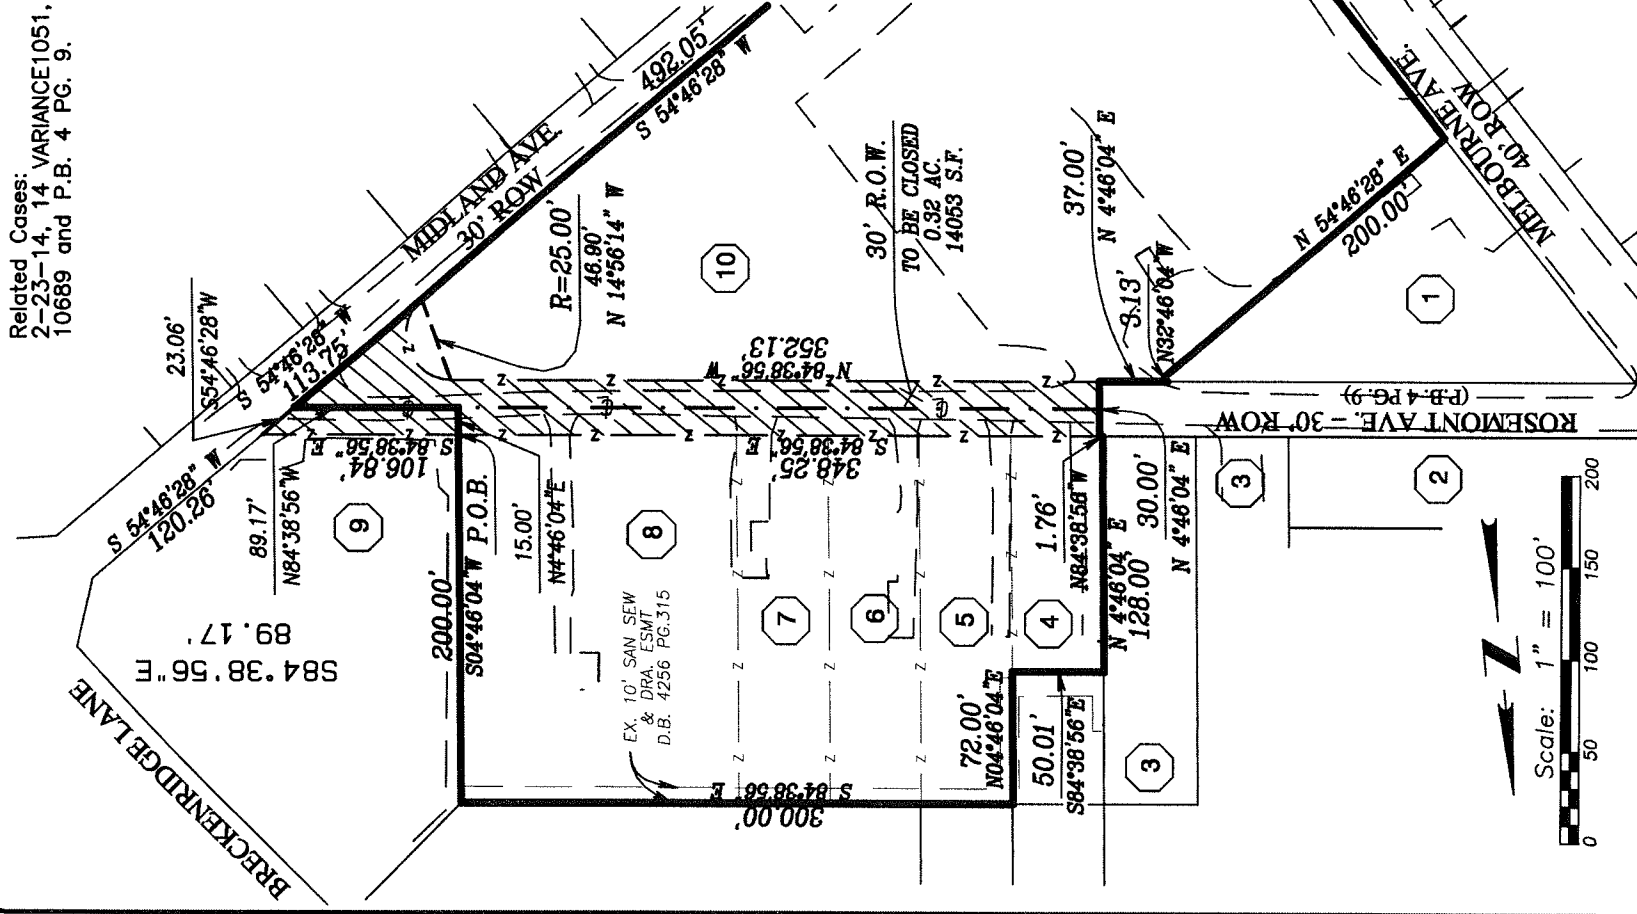 Related Cases:
2-23-14, 14 VARIANCE1051,
10689 and P.B. 4 PG. 9.
23.06'
S54°46'28"W
S 54°46'28" W
113.75'
MIDLAND AVE.
30' ROW
492.05'
S 54°46'28" W
S 54°46'28" W
120.26'
89.17'
N84°38'56"W
S84°38'56"E
89.17'
BRECKENRIDGE LANE
S 84°38'56" E
106.84'
R=25.00'
46.90'
N 14°56'14" W
10
9
200.00'
S04°46'04"W
P.O.B.
15.00'
N4°46'04"E
N 84°38'56" W
352.13'
30' R.O.W.
TO BE CLOSED
0.32 AC.
14053 S.F.
S 84°38'56" E
348.25'
8
EX. 10' SAN SEW
& DRA. ESMT
D.B. 4256 PG.315
7
6
5
4
S 84°38'56" E
300.00'
37.00'
N 4°46'04" E
3.13'
N32°46'04"W
N 54°46'28" E
200.00'
MELBOURNE AVE.
40' ROW
1
1.76'
N84°38'56"W
30.00'
N 4°46'04" E
N 4°46'04" E
128.00'
72.00'
N04°46'04"E
50.01'
S84°38'56"E
3
3
2
ROSEMONT AVE. - 30' ROW
(P.B. 4 PG. 9)
Z
Scale: 1" = 100'
0
50
100
150
200